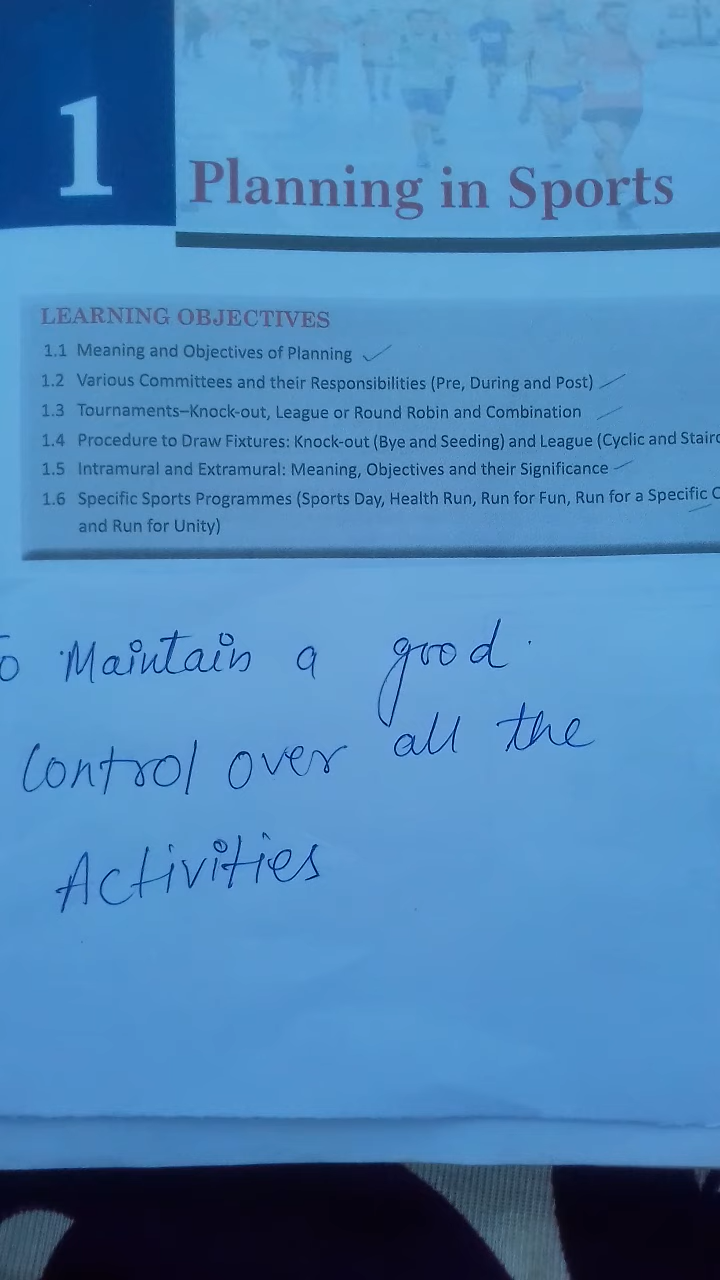 1
Planning in Sports
LEARNING OBJECTIVES
1.1 Meaning and Objectives of Planning
1.2 Various Committees and their Responsibilities (Pre, During and Post)
1.3 Tournaments–Knock-out, League or Round Robin and Combination
1.4 Procedure to Draw Fixtures: Knock-out (Bye and Seeding) and League (Cyclic and
1.5 Intramural and Extramural: Meaning, Objectives and their Significance
1.6 Specific Sports Programmes (Sports Day, Health Run, Run for Fun, Run for a Specific
and Run for Unity)
Maintain a good
Control over all the
Activities